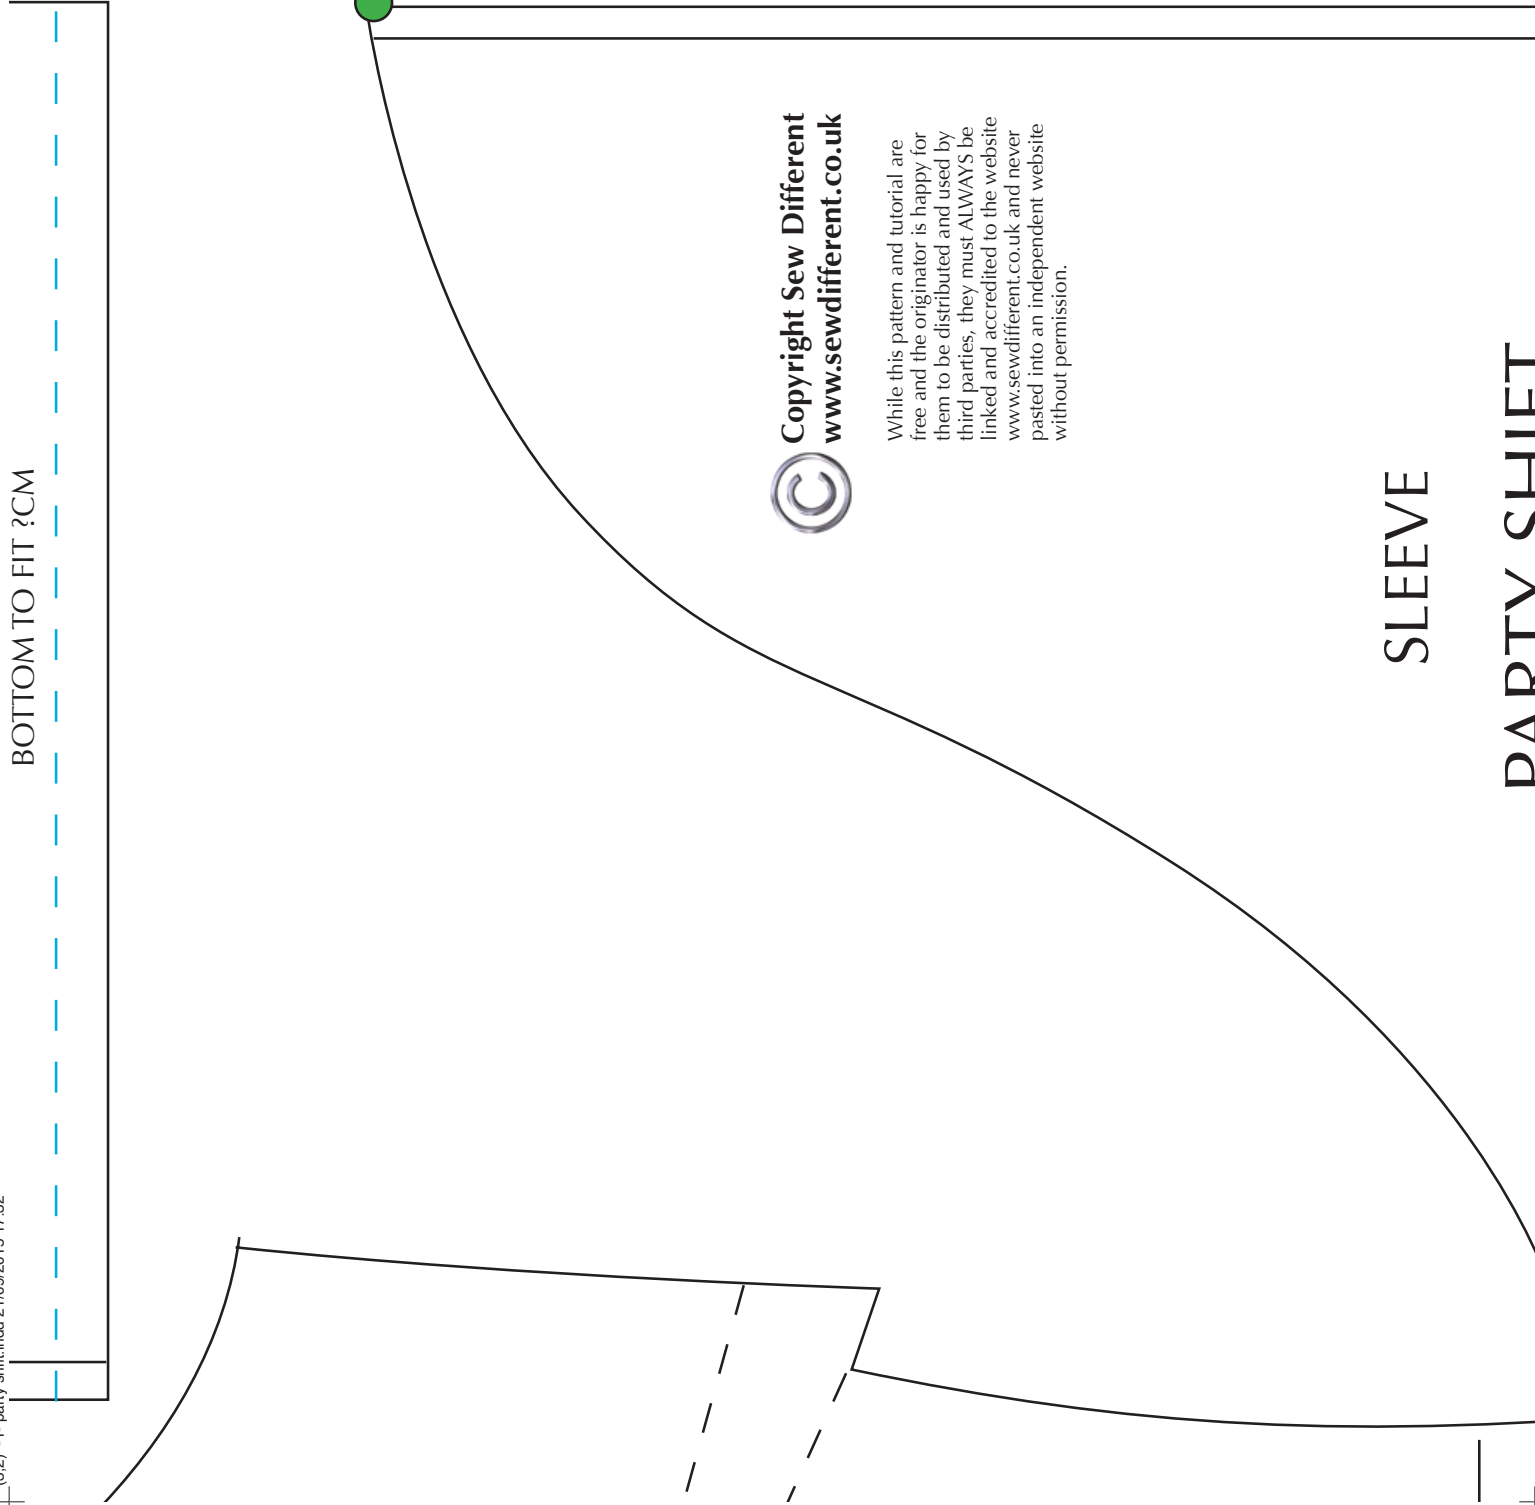 BOTTOM TO FIT ?CM
Copyright Sew Different
www.sewdifferent.co.uk
While this pattern and tutorial are
free and the originator is happy for
them to be distributed and used by
third parties, they must ALWAYS be
linked and accredited to the website
www.sewdifferent.co.uk and never
pasted into an independent website
without permission.
SLEEVE
PARTY SHIFT